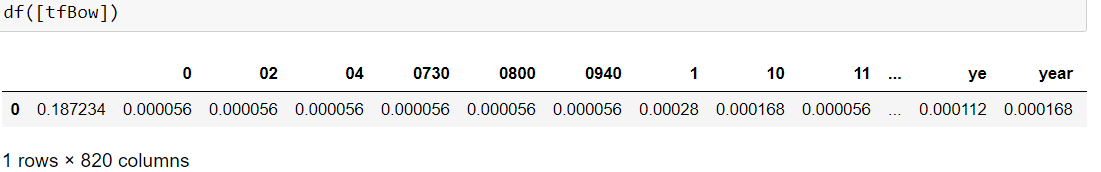 df([tfBow])
0 02 04 0730 0800 0940 1 10 11 ... ye year
0 0.187234 0.000056 0.000056 0.000056 0.000056 0.000056 0.000056 0.00028 0.000168 0.000056 ... 0.000112 0.000168
1 rows × 820 columns